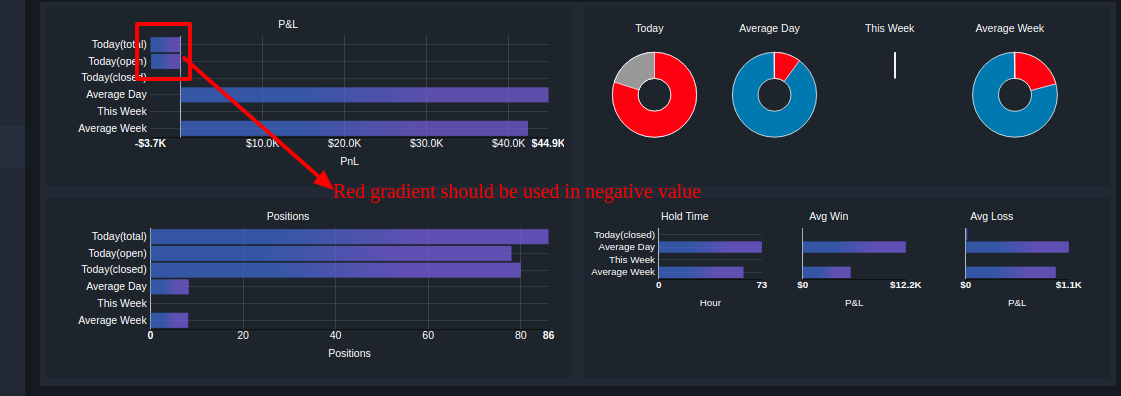 P&L
Today(total)
Today(open)
Today(closed)
Average Day
This Week
Average Week
-$3.7K $10.0K $20.0K $30.0K $40.0K $44.9K
PnL
Today Average Day This Week Average Week
Red gradient should be used in negative value
Positions
Today(total)
Today(open)
Today(closed)
Average Day
This Week
Average Week
0 20 40 60 80 86
Positions
Hold Time Avg Win Avg Loss
Today(closed)
Average Day
This Week
Average Week
0 73 $0 $12.2K $0 $1.1K
Hour P&L P&L